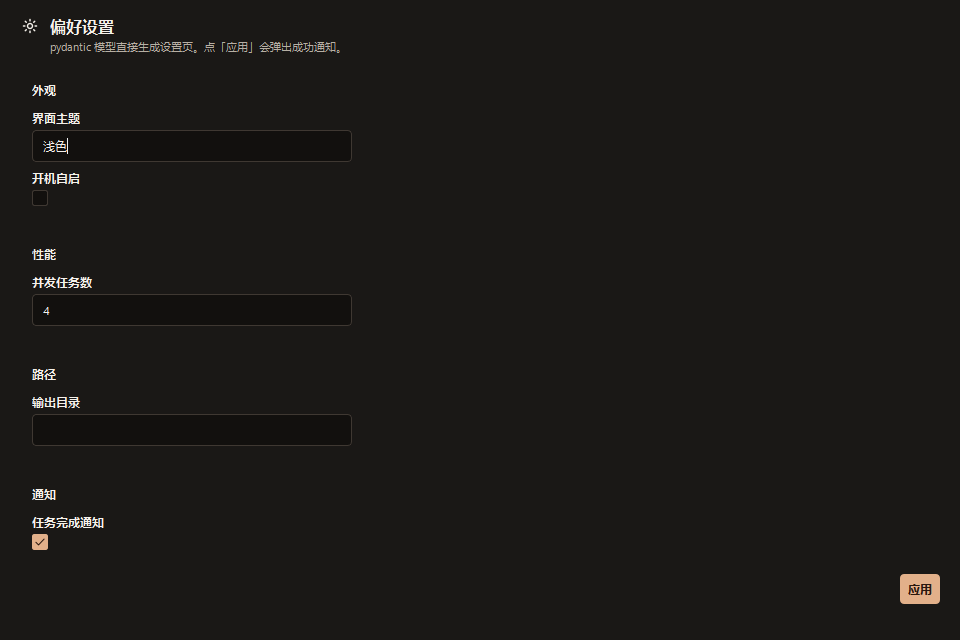 偏好设置
pydantic 模型直接生成设置页。点「应用」会弹出成功通知。
外观
界面主题
浅色
开机自启
性能
并发任务数
4
路径
输出目录
通知
任务完成通知
应用